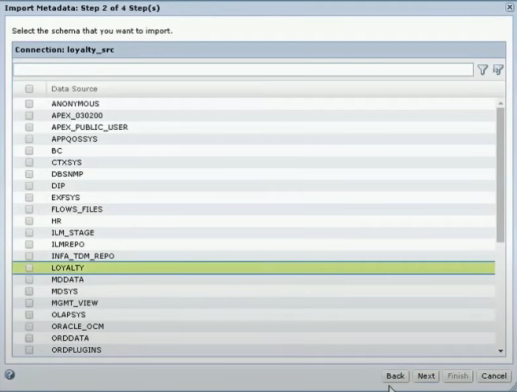 Import Metadata: Step 2 of 4 Step(s)
Select the schema that you want to import.
Connection: loyalty_src
Data Source
ANONYMOUS
APEX_030200
APEX_PUBLIC_USER
APPQOSSYS
BC
CTXSYS
DBSNMP
DIP
EXFSYS
FLOWS_FILES
HR
ILM_STAGE
ILMREPO
INFA_TDM_REPO
LOYALTY
MDDATA
MDSYS
MGMT_VIEW
OLAPSYS
ORACLE_OCM
ORDDATA
ORDPLUGINS
Back Next Finish Cancel